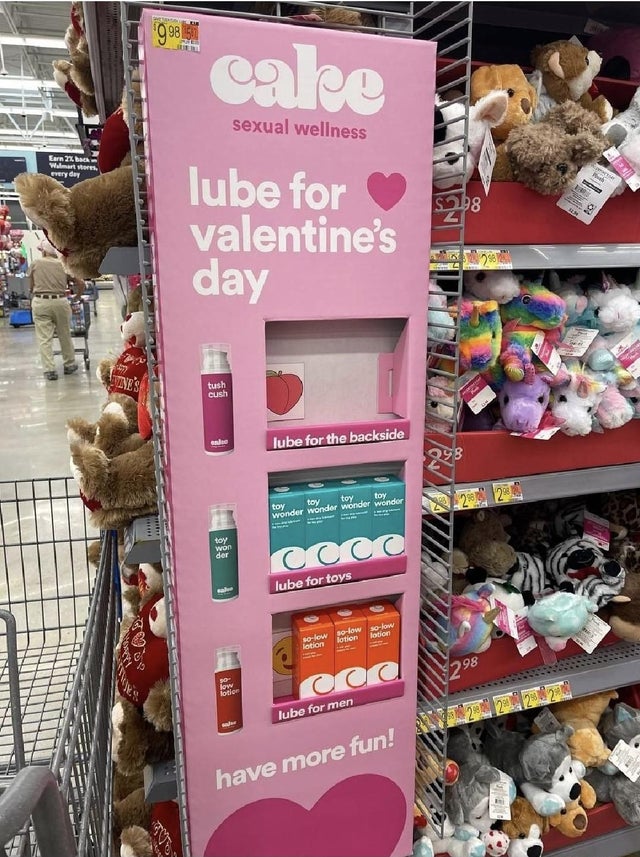 $9.98
cake
sexual wellness
lube for
valentine's
day
Earn 2% back
Walmart stores,
every day
tush
cush
cake
lube for the backside
toy
won
der
cake
toy wonder
toy wonder
toy wonder
toy wonder
lube for toys
so-
low
lotion
cake
so-low lotion
so-low lotion
so-low lotion
lube for men
have more fun!
$2.98
2.98
2.98